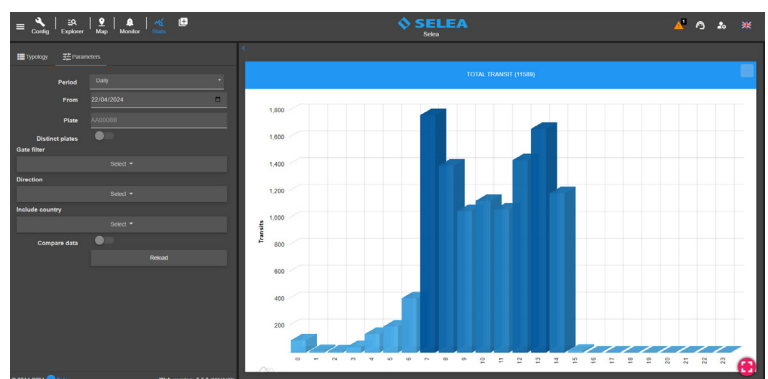 SELEA
Selea
Config
Explorer
Map
Monitor
Stats
Typology
Parameters
Period
Daily
From
22/04/2024
Plate
Distinct plates
Gate filter
Select
Direction
Select
Include country
Select
Compare data
Reload
TOTAL TRANSIT (11589)
Transits
1,800
1,600
1,400
1,200
1,000
800
600
400
200
0 1 2 3 4 5 6 7 8 9 10 11 12 13 14 15 16 17 18 19 20 21 22 23